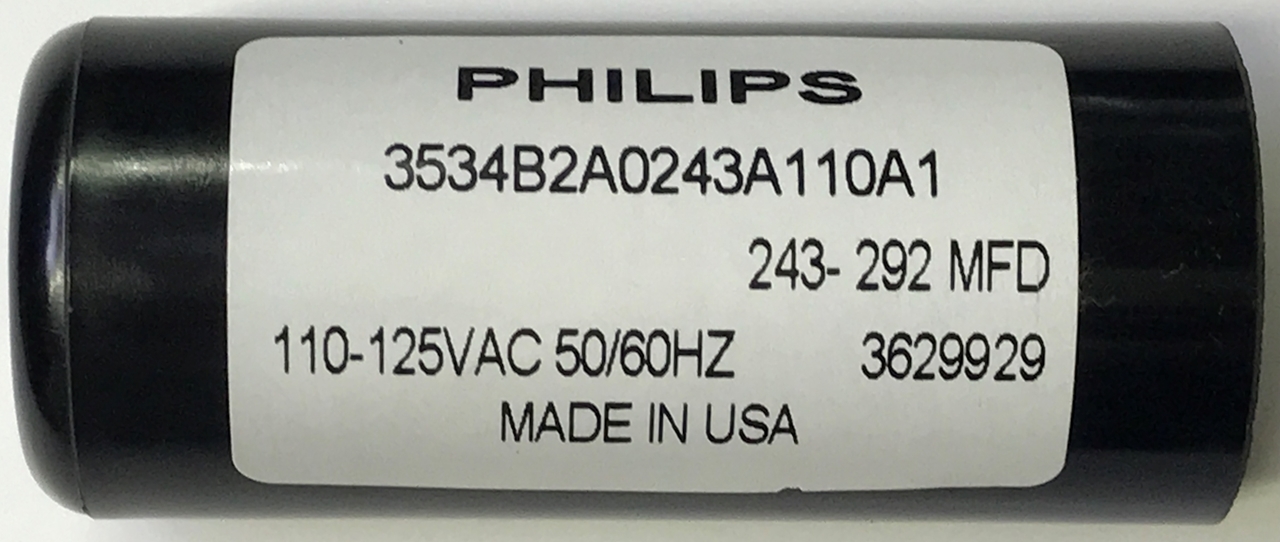 PHILIPS
3534B2A0243A110A1
243- 292 MFD
110-125VAC 50/60HZ 3629929
MADE IN USA